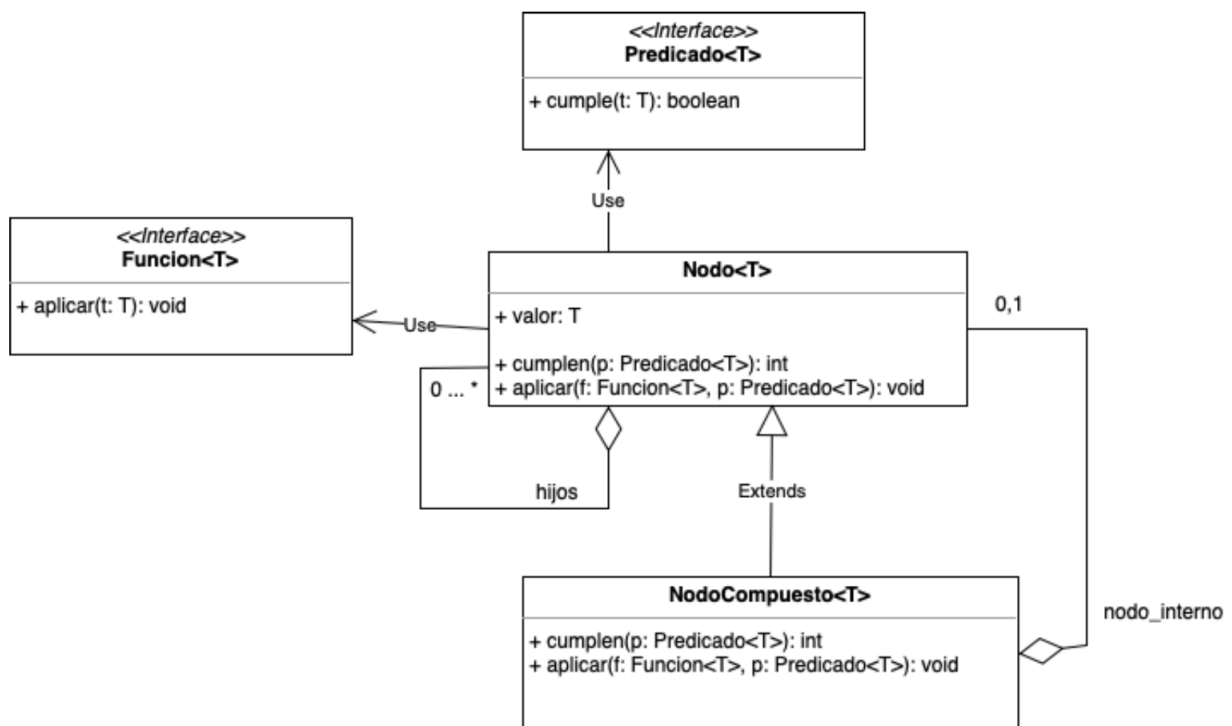 <<Interface>>
Predicado<T>
+ cumple(t: T): boolean
Use
<<Interface>>
Funcion<T>
+ aplicar(t: T): void
Use
Nodo<T>
+ valor: T
+ cumplen(p: Predicado<T>): int
+ aplicar(f: Funcion<T>, p: Predicado<T>): void
0,1
0 ... *
hijos
Extends
NodoCompuesto<T>
+ cumplen(p: Predicado<T>): int
+ aplicar(f: Funcion<T>, p: Predicado<T>): void
nodo_interno